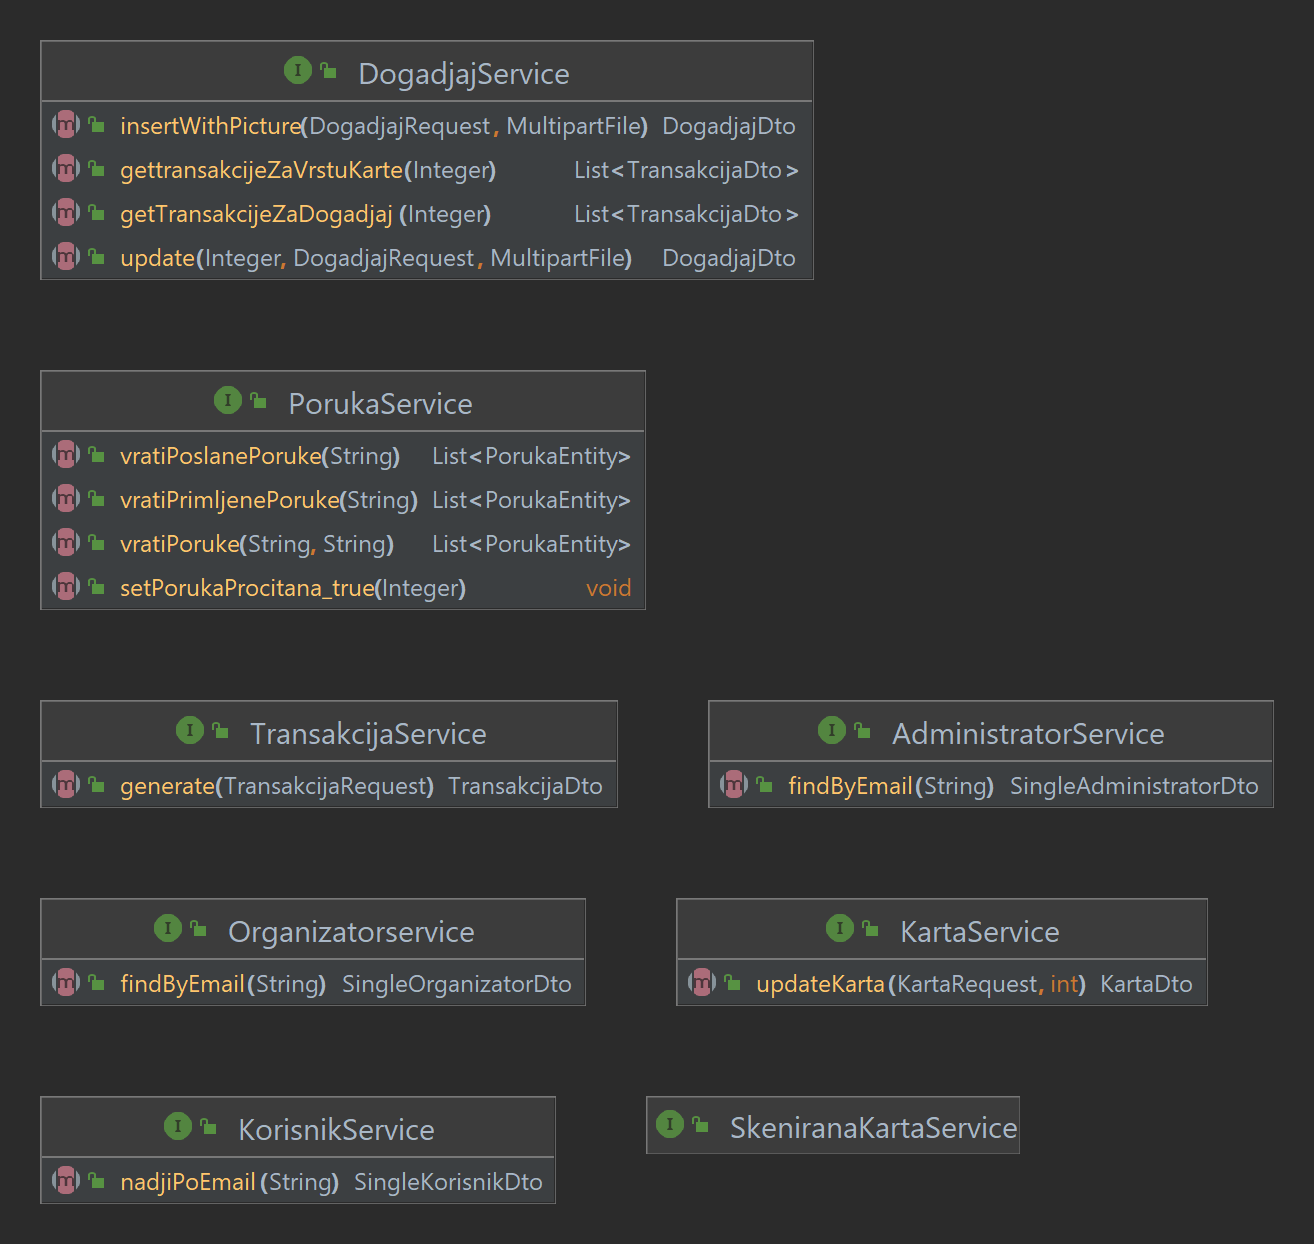 DogadjajService
insertWithPicture(DogadjajRequest, MultipartFile) DogadjajDto
gettransakcijeZaVrstuKarte(Integer) List<TransakcijaDto>
getTransakcijeZaDogadjaj(Integer) List<TransakcijaDto>
update(Integer, DogadjajRequest, MultipartFile) DogadjajDto
PorukaService
vratiPoslanePoruke(String) List<PorukaEntity>
vratiPrimljenePoruke(String) List<PorukaEntity>
vratiPoruke(String, String) List<PorukaEntity>
setPorukaProcitana_true(Integer) void
TransakcijaService
generate(TransakcijaRequest) TransakcijaDto
AdministratorService
findByEmail(String) SingleAdministratorDto
Organizatorservice
findByEmail(String) SingleOrganizatorDto
KartaService
updateKarta(KartaRequest, int) KartaDto
KorisnikService
nadjiPoEmail(String) SingleKorisnikDto
SkeniranaKartaService